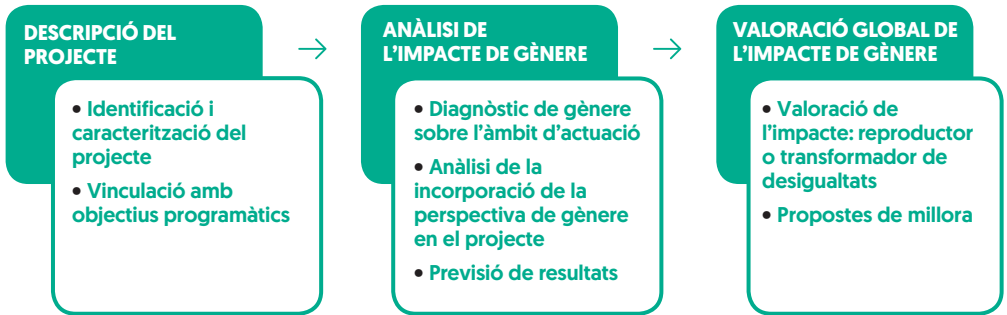 DESCRIPCIÓ DEL
PROJECTE
• Identificació i
caracterització del
projecte
• Vinculació amb
objectius programàtics
→
ANÀLISI DE
L’IMPACTE DE GÈNERE
• Diagnòstic de gènere
sobre l’àmbit d’actuació
• Anàlisi de la
incorporació de la
perspectiva de gènere
en el projecte
• Previsió de resultats
→
VALORACIÓ GLOBAL DE
L’IMPACTE DE GÈNERE
• Valoració de
l’impacte: reproductor
o transformador de
desigualtats
• Propostes de millora